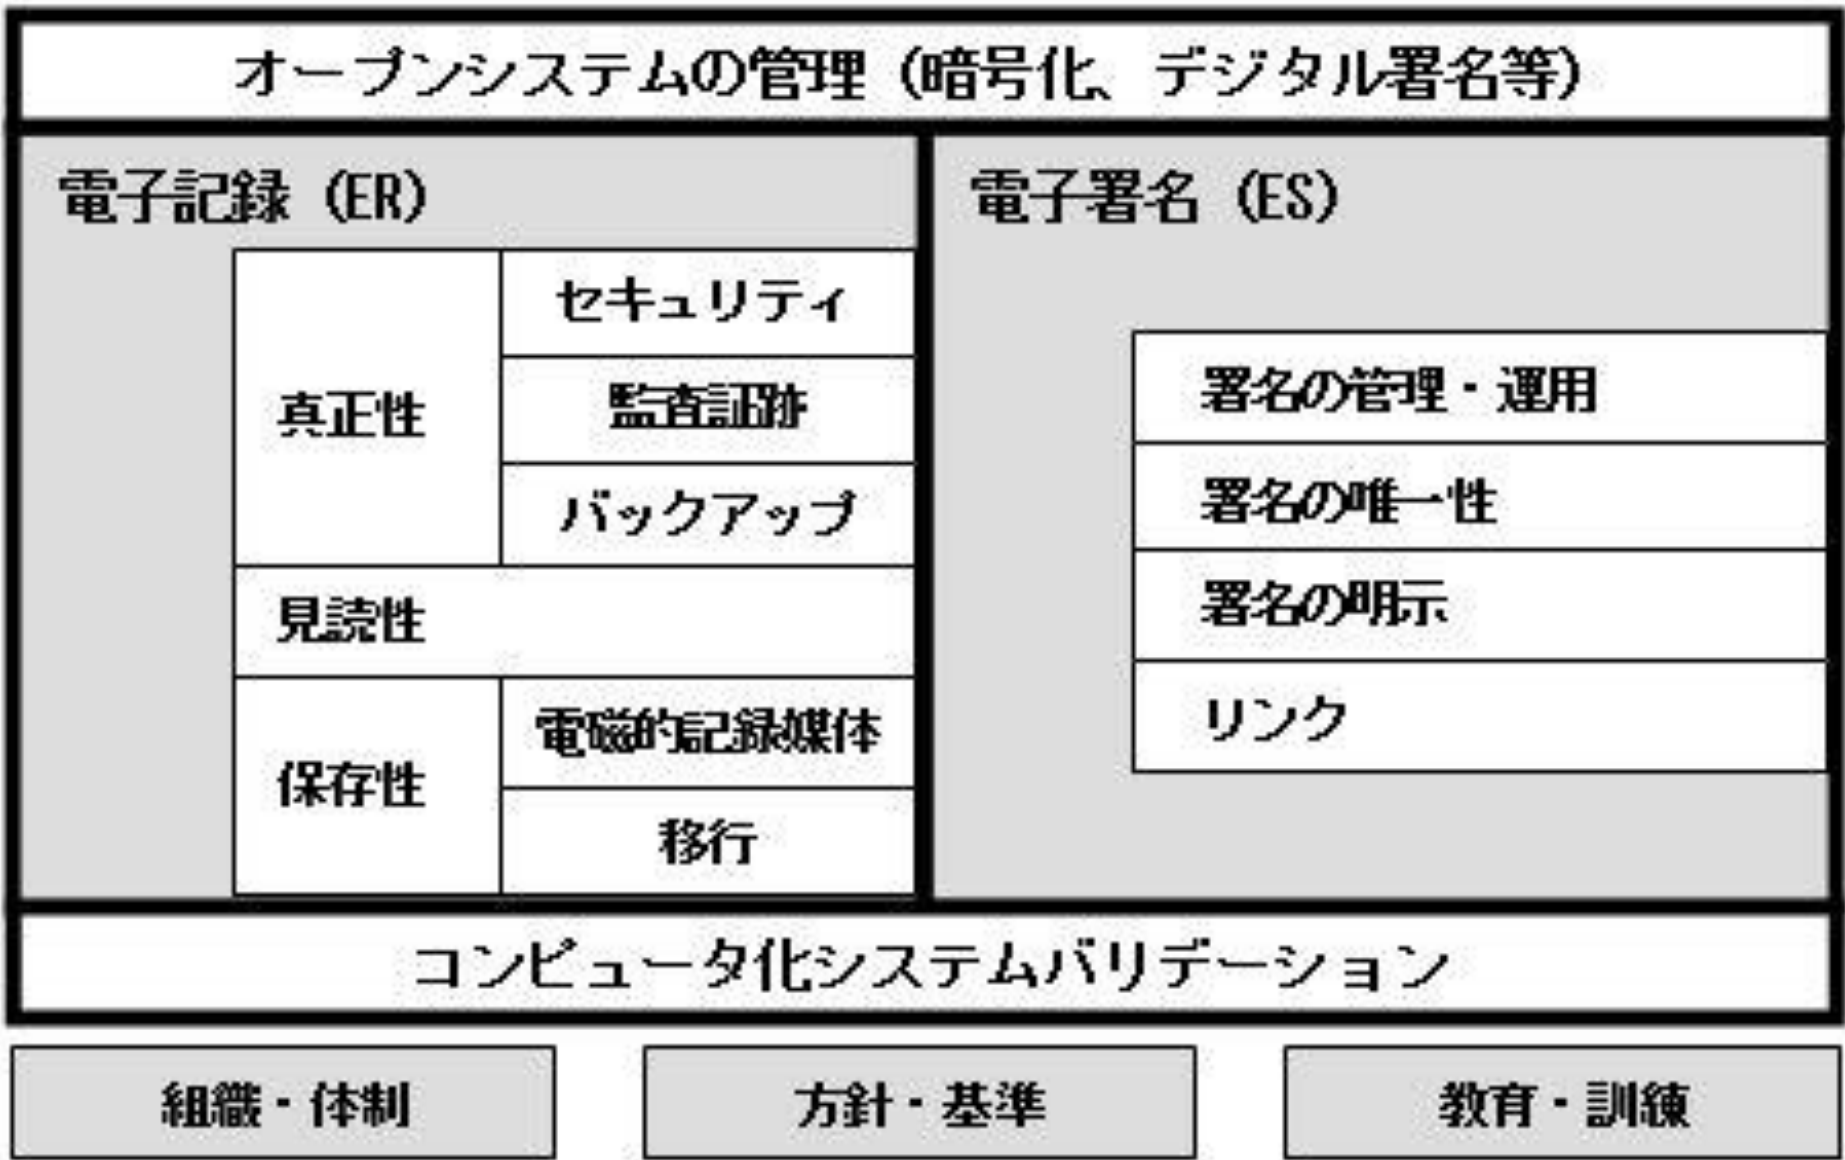 オープンシステムの管理（暗号化、デジタル署名等）
電子記録（ER）
真正性
セキュリティ
監査証跡
バックアップ
見読性
保存性
電磁的記録媒体
移行
電子署名（ES）
署名の管理・運用
署名の唯一性
署名の明示
リンク
コンピュータ化システムバリデーション
組織・体制
方針・基準
教育・訓練